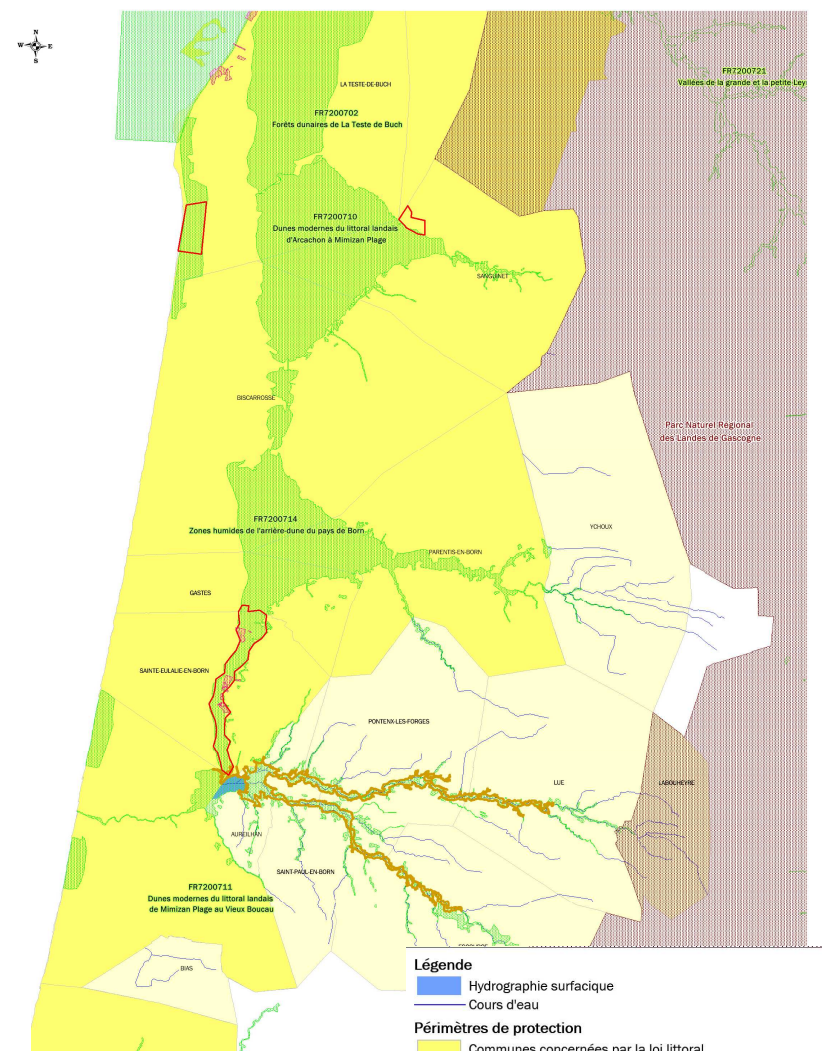 N
W E
S
LA TESTE-DE-BUCH
FR7200721
Vallées de la grande et la petite Ley
FR7200702
Forêts dunaires de La Teste de Buch
FR7200710
Dunes modernes du littoral landais
d'Arcachon à Mimizan Plage
SANGUINET
BISCARROSSE
Parc Naturel Régional
des Landes de Gascogne
FR7200714
Zones humides de l'arrière-dune du pays de Born
YCHOUX
PARENTIS-EN-BORN
GASTES
SAINTE-EULALIE-EN-BORN
PONTENX-LES-FORGES
LUE
LABOUHEYRE
AUREILHAN
SAINT-PAUL-EN-BORN
FR7200711
Dunes modernes du littoral landais
de Mimizan Plage au Vieux Boucau
BIAS
Légende
Hydrographie surfacique
Cours d'eau
Périmètres de protection
Communes concernées par la loi littoral